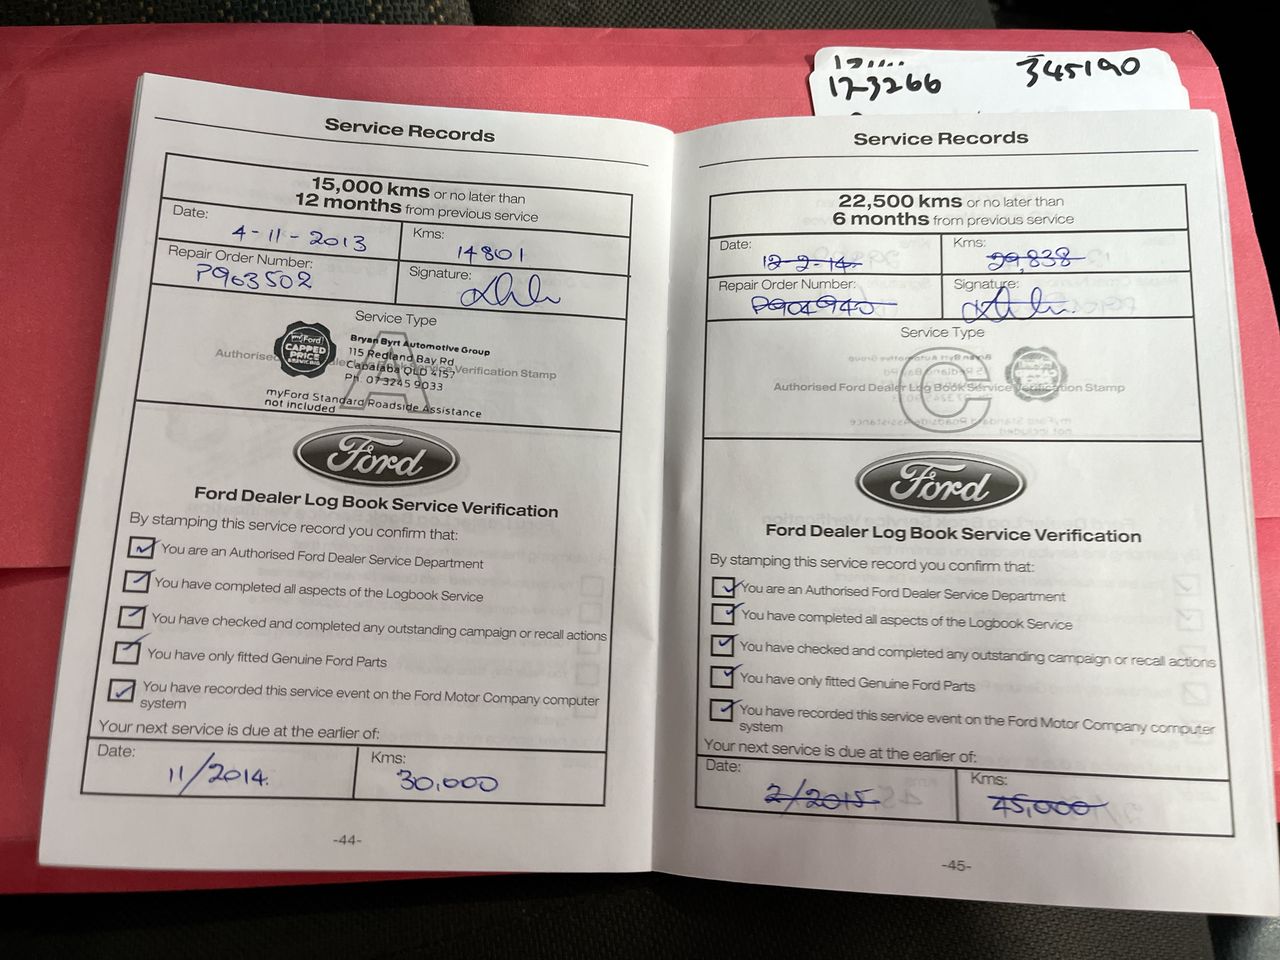 12-3266 345190
Service Records
15,000 kms or no later than
12 months from previous service
Date: 4-11-2013 Kms: 14801
Repair Order Number: P903502 Signature:
Service Type
myFord
CAPPED
PRICE
SERVICING
A
Bryan Byrt Automotive Group
115 Redland Bay Rd
Capalaba QLD 4157
Ph. 07 3245 9033
Authorised Ford Dealer Log Book Service Verification Stamp
myFord Standard Roadside Assistance
not included
Ford
Ford Dealer Log Book Service Verification
By stamping this service record you confirm that:
You are an Authorised Ford Dealer Service Department
You have completed all aspects of the Logbook Service
You have checked and completed any outstanding campaign or recall actions
You have only fitted Genuine Ford Parts
You have recorded this service event on the Ford Motor Company computer
system
Your next service is due at the earlier of:
Date: 11/2014 Kms: 30,000
-44-
Service Records
22,500 kms or no later than
6 months from previous service
Date: 12-2-14 Kms: 29,838
Repair Order Number: P904940 Signature:
Service Type
C
Authorised Ford Dealer Log Book Service Verification Stamp
Ford
Ford Dealer Log Book Service Verification
By stamping this service record you confirm that:
You are an Authorised Ford Dealer Service Department
You have completed all aspects of the Logbook Service
You have checked and completed any outstanding campaign or recall actions
You have only fitted Genuine Ford Parts
You have recorded this service event on the Ford Motor Company computer
system
Your next service is due at the earlier of:
Date: 2/2015 Kms: 45,000
-45-